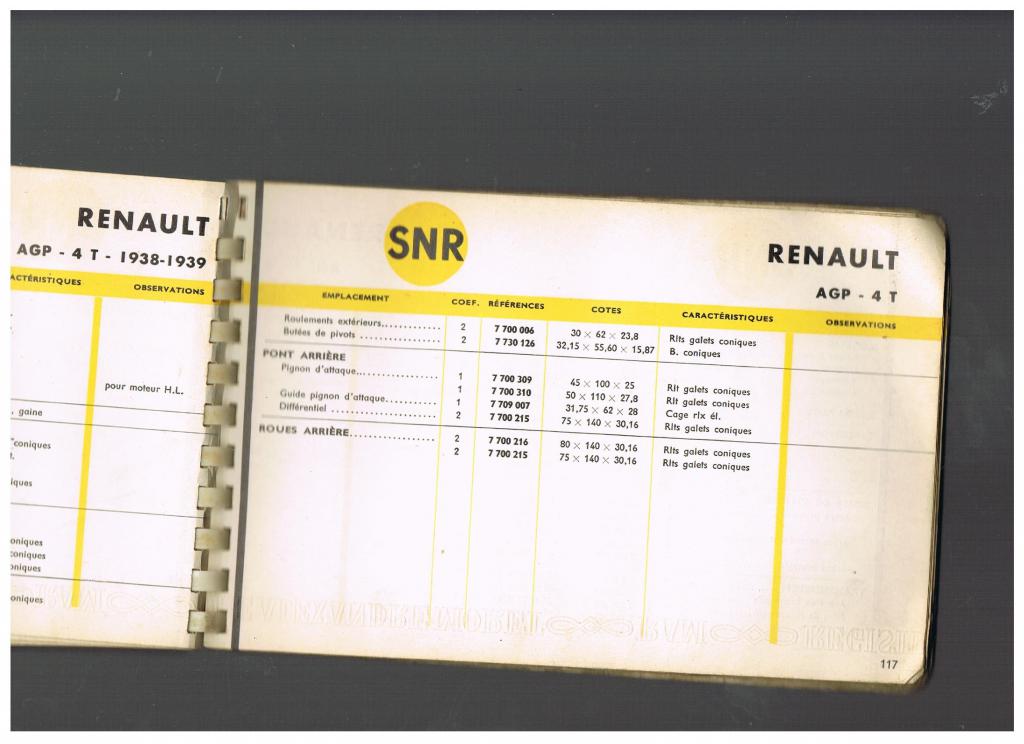 RENAULT
AGP - 4 T - 1938-1939
ACTÉRISTIQUES OBSERVATIONS
pour moteur H.L.
, gaine
coniques
iques
oniques
coniques
oniques
oniques
SNR
RENAULT
AGP - 4 T
EMPLACEMENT COEF. RÉFÉRENCES COTES CARACTÉRISTIQUES OBSERVATIONS
Roulements extérieurs.............. 2 7 700 006 30 × 62 × 23,8 Rlts galets coniques
Butées de pivots .................. 2 7 730 126 32,15 × 55,60 × 15,87 B. coniques
PONT ARRIÈRE
Pignon d'attaque................... 1 7 700 309 45 × 100 × 25 Rlt galets coniques
1 7 700 310 50 × 110 × 27,8 Rlt galets coniques
Guide pignon d'attaque............. 1 7 709 007 31,75 × 62 × 28 Cage rlx él.
Différentiel ...................... 2 7 700 215 75 × 140 × 30,16 Rlts galets coniques
ROUES ARRIÈRE...................... 2 7 700 216 80 × 140 × 30,16 Rlts galets coniques
2 7 700 215 75 × 140 × 30,16 Rlts galets coniques
ALEXANDRE MOREL
117